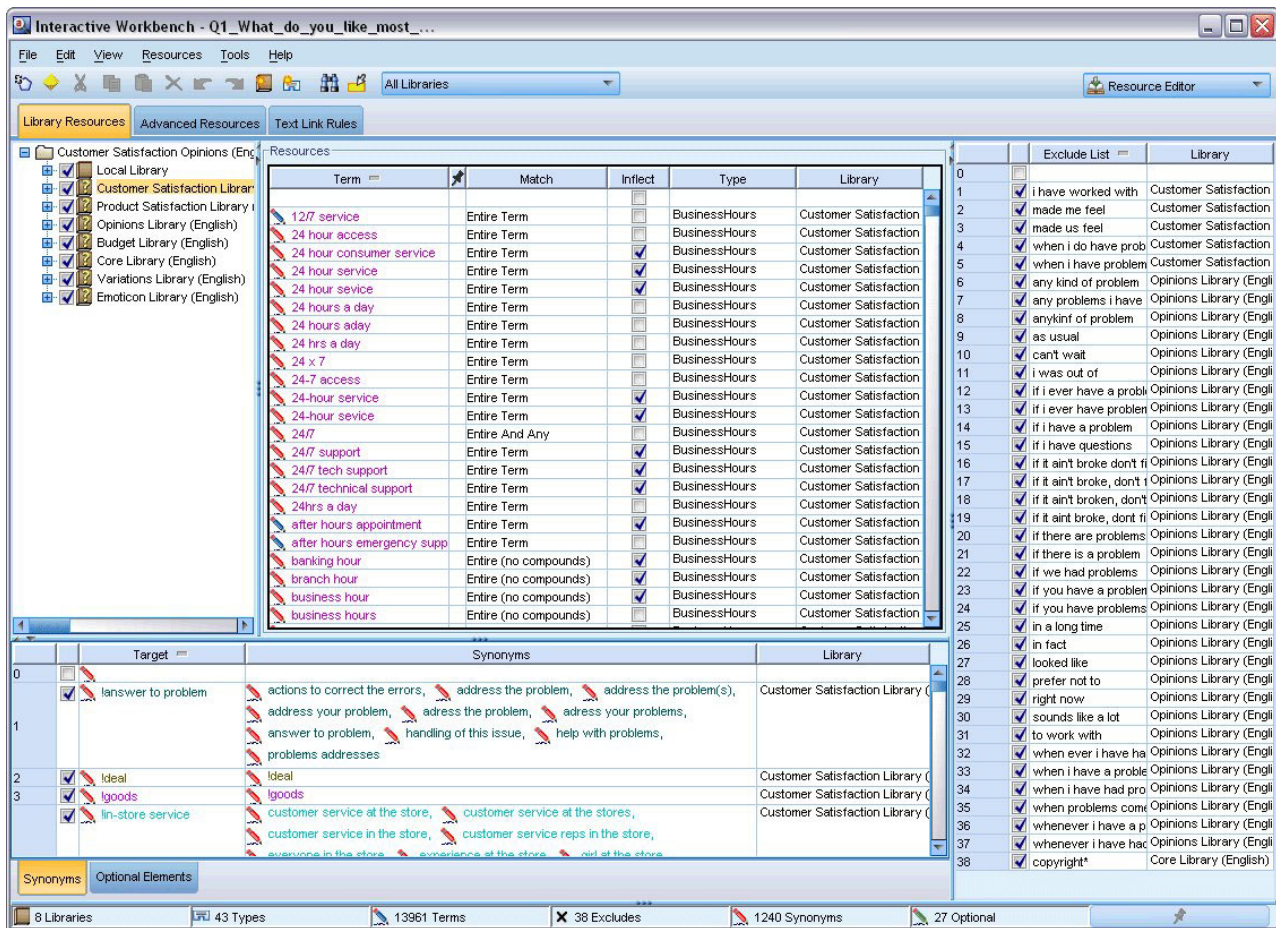 Interactive Workbench - Q1_What_do_you_like_most_...
File Edit View Resources Tools Help
All Libraries
Resource Editor
Library Resources Advanced Resources Text Link Rules
Customer Satisfaction Opinions (Eng
Local Library
Customer Satisfaction Librar
Product Satisfaction Library
Opinions Library (English)
Budget Library (English)
Core Library (English)
Variations Library (English)
Emoticon Library (English)
Resources
Term Match Inflect Type Library
12/7 service Entire Term BusinessHours Customer Satisfaction
24 hour access Entire Term BusinessHours Customer Satisfaction
24 hour consumer service Entire Term BusinessHours Customer Satisfaction
24 hour service Entire Term BusinessHours Customer Satisfaction
24 hour sevice Entire Term BusinessHours Customer Satisfaction
24 hours a day Entire Term BusinessHours Customer Satisfaction
24 hours aday Entire Term BusinessHours Customer Satisfaction
24 hrs a day Entire Term BusinessHours Customer Satisfaction
24 x 7 Entire Term BusinessHours Customer Satisfaction
24-7 access Entire Term BusinessHours Customer Satisfaction
24-hour service Entire Term BusinessHours Customer Satisfaction
24-hour sevice Entire Term BusinessHours Customer Satisfaction
24/7 Entire And Any BusinessHours Customer Satisfaction
24/7 support Entire Term BusinessHours Customer Satisfaction
24/7 tech support Entire Term BusinessHours Customer Satisfaction
24/7 technical support Entire Term BusinessHours Customer Satisfaction
24hrs a day Entire Term BusinessHours Customer Satisfaction
after hours appointment Entire Term BusinessHours Customer Satisfaction
after hours emergency supp Entire Term BusinessHours Customer Satisfaction
banking hour Entire (no compounds) BusinessHours Customer Satisfaction
branch hour Entire (no compounds) BusinessHours Customer Satisfaction
business hour Entire (no compounds) BusinessHours Customer Satisfaction
business hours Entire (no compounds) BusinessHours Customer Satisfaction
Target Synonyms Library
0
1 !answer to problem actions to correct the errors, address the problem, address the problem(s), Customer Satisfaction Library (
address your problem, adress the problem, adress your problems,
answer to problem, handling of this issue, help with problems,
problems addresses
2 !deal !deal Customer Satisfaction Library (
3 !goods !goods Customer Satisfaction Library (
!in-store service customer service at the store, customer service at the stores, Customer Satisfaction Library (
customer service in the store, customer service reps in the store,
everyone in the store, experience at the store, girl at the store
Synonyms Optional Elements
Exclude List Library
0
1 i have worked with Customer Satisfaction
2 made me feel Customer Satisfaction
3 made us feel Customer Satisfaction
4 when i do have prob Customer Satisfaction
5 when i have problem Customer Satisfaction
6 any kind of problem Opinions Library (Engli
7 any problems i have Opinions Library (Engli
8 anykinf of problem Opinions Library (Engli
9 as usual Opinions Library (Engli
10 can't wait Opinions Library (Engli
11 i was out of Opinions Library (Engli
12 if i ever have a probl Opinions Library (Engli
13 if i ever have problen Opinions Library (Engli
14 if i have a problem Opinions Library (Engli
15 if i have questions Opinions Library (Engli
16 if it ain't broke don't fi Opinions Library (Engli
17 if it ain't broke, don't Opinions Library (Engli
18 if it ain't broken, don't Opinions Library (Engli
19 if it aint broke, dont fi Opinions Library (Engli
20 if there are problems Opinions Library (Engli
21 if there is a problem Opinions Library (Engli
22 if we had problems Opinions Library (Engli
23 if you have a problen Opinions Library (Engli
24 if you have problems Opinions Library (Engli
25 in a long time Opinions Library (Engli
26 in fact Opinions Library (Engli
27 looked like Opinions Library (Engli
28 prefer not to Opinions Library (Engli
29 right now Opinions Library (Engli
30 sounds like a lot Opinions Library (Engli
31 to work with Opinions Library (Engli
32 when ever i have ha Opinions Library (Engli
33 when i have a proble Opinions Library (Engli
34 when i have had pro Opinions Library (Engli
35 when problems come Opinions Library (Engli
36 whenever i have a p Opinions Library (Engli
37 whenever i have had Opinions Library (Engli
38 copyright* Core Library (English)
8 Libraries 43 Types 13961 Terms 38 Excludes 1240 Synonyms 27 Optional